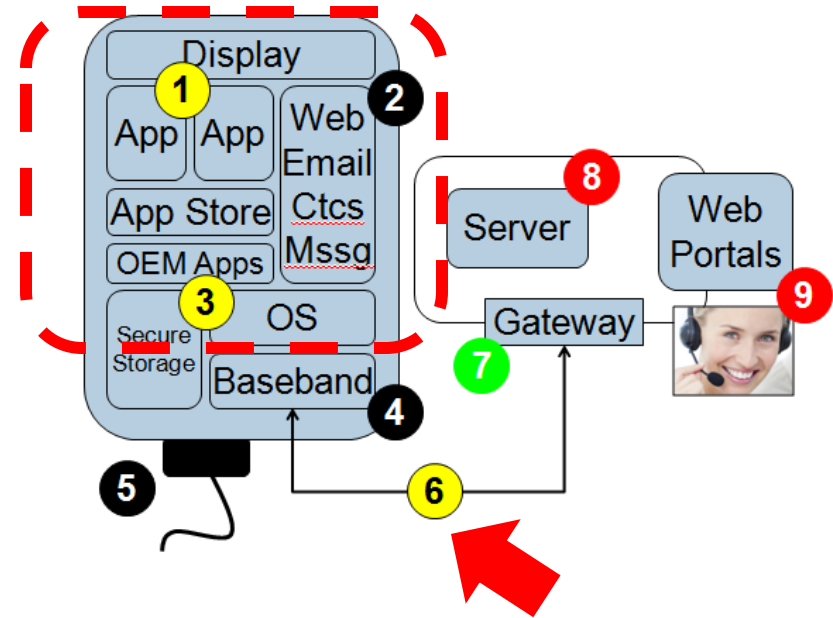 Display
1
2
App
App
Web
Email
Ctcs
Mssg
App Store
OEM Apps
3
OS
Secure
Storage
Baseband
4
5
6
7
Gateway
Server
8
Web
Portals
9